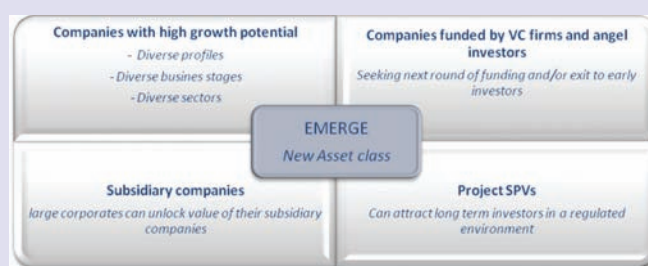 Companies with high growth potential
- Diverse profiles
- Diverse busines stages
- Diverse sectors
Companies funded by VC firms and angel
investors
Seeking next round of funding and/or exit to early
investors
EMERGE
New Asset class
Subsidiary companies
large corporates can unlock value of their subsidiary
companies
Project SPVs
Can attract long term investors in a regulated
environment